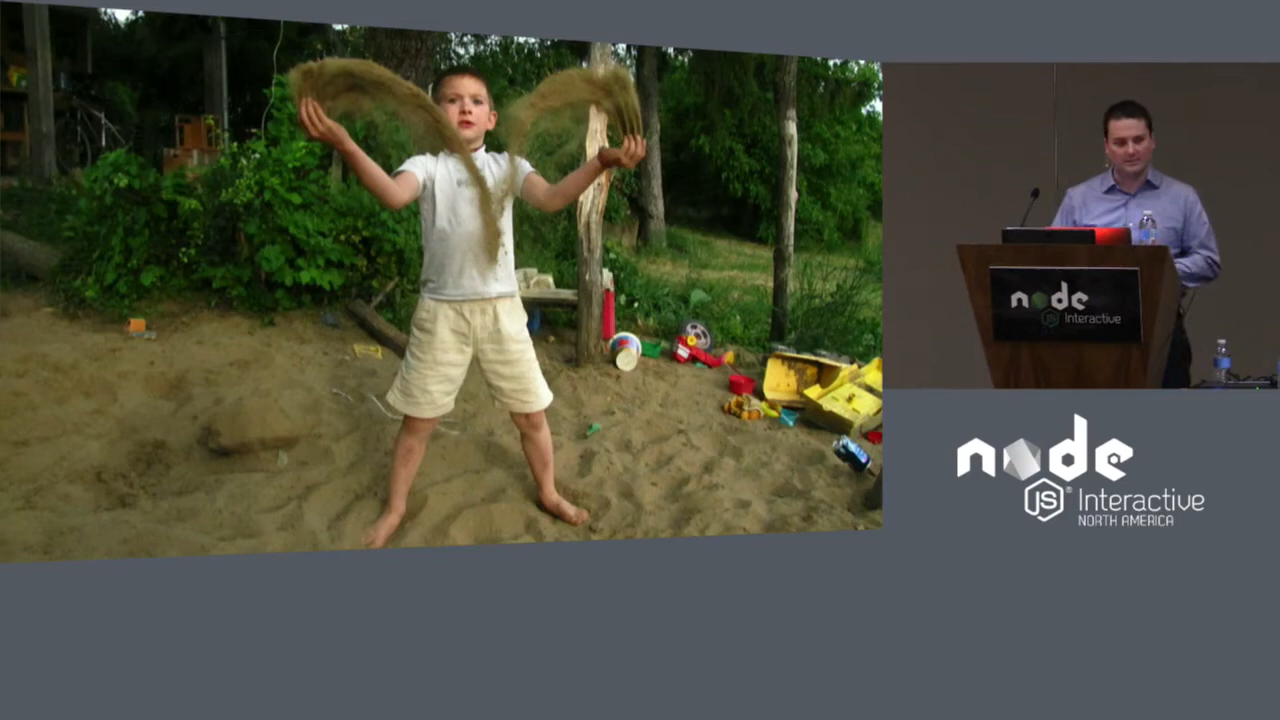 node
JS Interactive
node
JS® Interactive
NORTH AMERICA